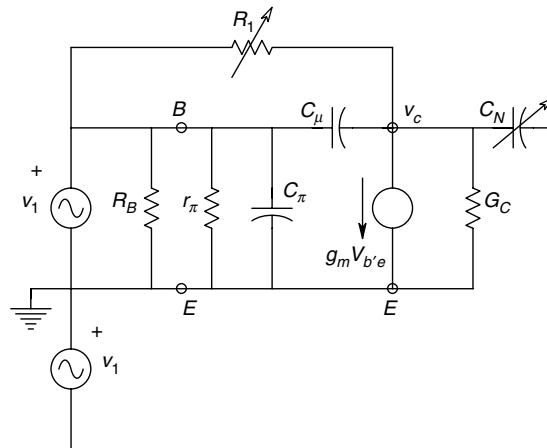 R1
B
Cμ
vc
CN
+
v1
RB
rπ
Cπ
GC
gmVb'e
E
E
+
v1